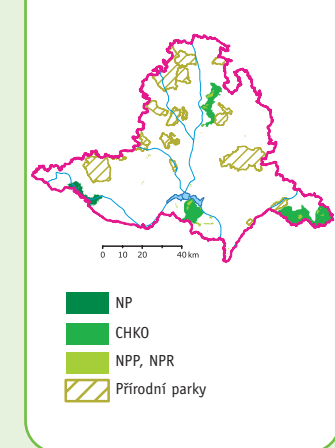 0 10 20 40 km
NP
CHKO
NPP, NPR
Přírodní parky